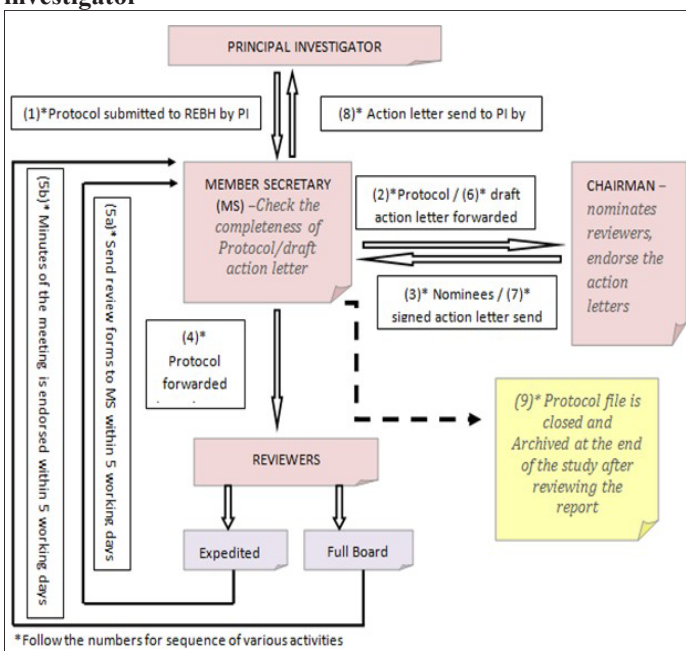 investigator
PRINCIPAL INVESTIGATOR
(1)*Protocol submitted to REBH by PI
(8)* Action letter send to PI by
MEMBER SECRETARY
(MS) –Check the
completeness of
Protocol/draft
action letter
(2)*Protocol / (6)* draft
action letter forwarded
CHAIRMAN –
nominates
reviewers,
endorse the
action
letters
(3)* Nominees / (7)*
signed action letter send
(5b)* Minutes of the meeting is endorsed within 5 working days
(5a)* Send review forms to MS within 5 working days
(4)*
Protocol
forwarded
(9)* Protocol file is
closed and
Archived at the end
of the study after
reviewing the
report
REVIEWERS
Expedited
Full Board
*Follow the numbers for sequence of various activities